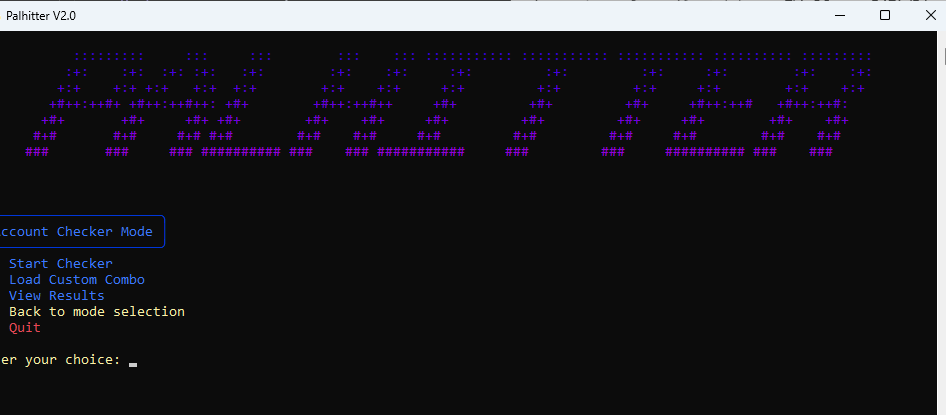 Palhitter V2.0
PALHITTER
ccount Checker Mode
Start Checker
Load Custom Combo
View Results
Back to mode selection
Quit
er your choice: